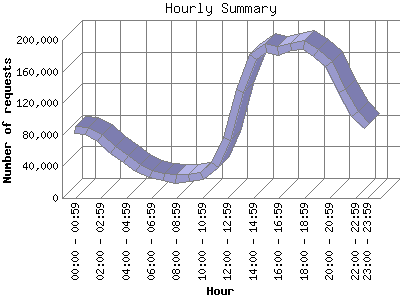 Hourly Summary
200,000
160,000
120,000
80,000
40,000
0
Number of requests
00:00 - 00:59
02:00 - 02:59
04:00 - 04:59
06:00 - 06:59
08:00 - 08:59
10:00 - 10:59
12:00 - 12:59
14:00 - 14:59
16:00 - 16:59
18:00 - 18:59
20:00 - 20:59
22:00 - 22:59
23:00 - 23:59
Hour